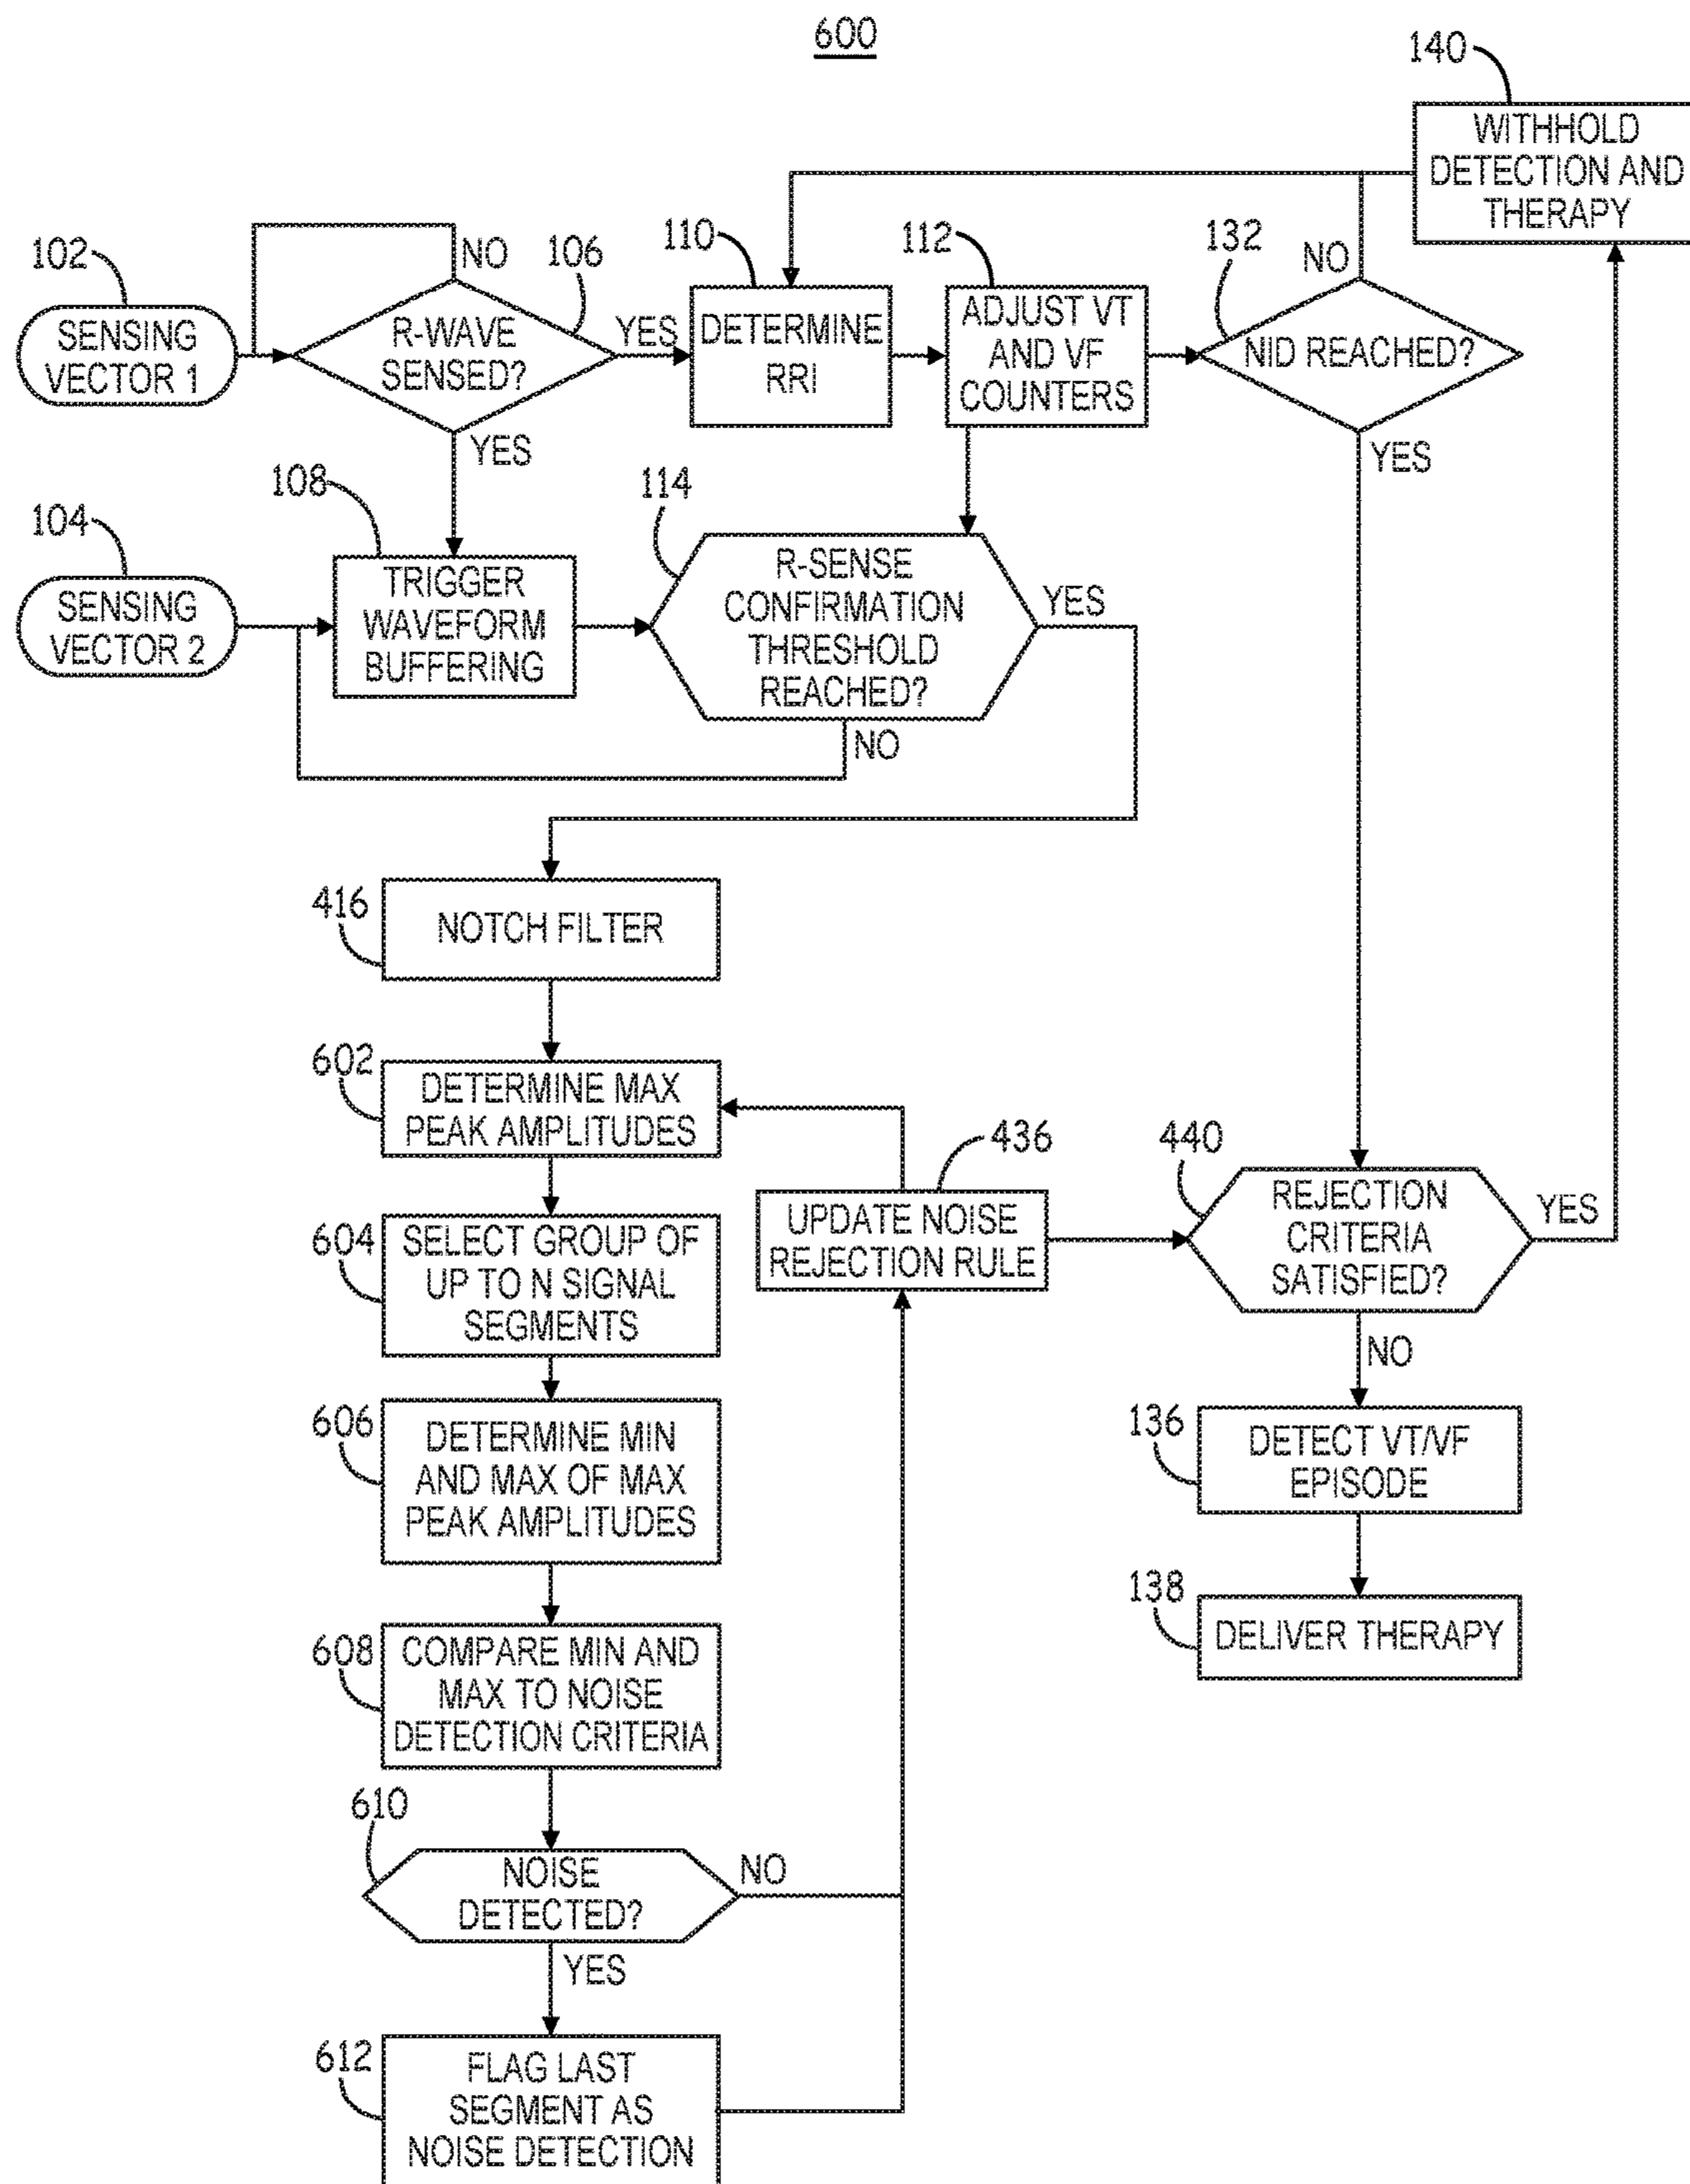 600
140
WITHHOLD
DETECTION AND
THERAPY
102
SENSING
VECTOR 1
NO
106
R-WAVE
SENSED?
YES
YES
110
DETERMINE
RRI
112
ADJUST VT
AND VF
COUNTERS
132
NO
NID REACHED?
YES
104
SENSING
VECTOR 2
108
TRIGGER
WAVEFORM
BUFFERING
114
R-SENSE
CONFIRMATION
THRESHOLD
REACHED?
YES
NO
416
NOTCH FILTER
602
DETERMINE MAX
PEAK AMPLITUDES
604
SELECT GROUP OF
UP TO N SIGNAL
SEGMENTS
436
UPDATE NOISE
REJECTION RULE
440
REJECTION
CRITERIA
SATISFIED?
YES
NO
606
DETERMINE MIN
AND MAX OF MAX
PEAK AMPLITUDES
136
DETECT VT/VF
EPISODE
138
DELIVER THERAPY
608
COMPARE MIN AND
MAX TO NOISE
DETECTION CRITERIA
610
NOISE
DETECTED?
NO
YES
612
FLAG LAST
SEGMENT AS
NOISE DETECTION